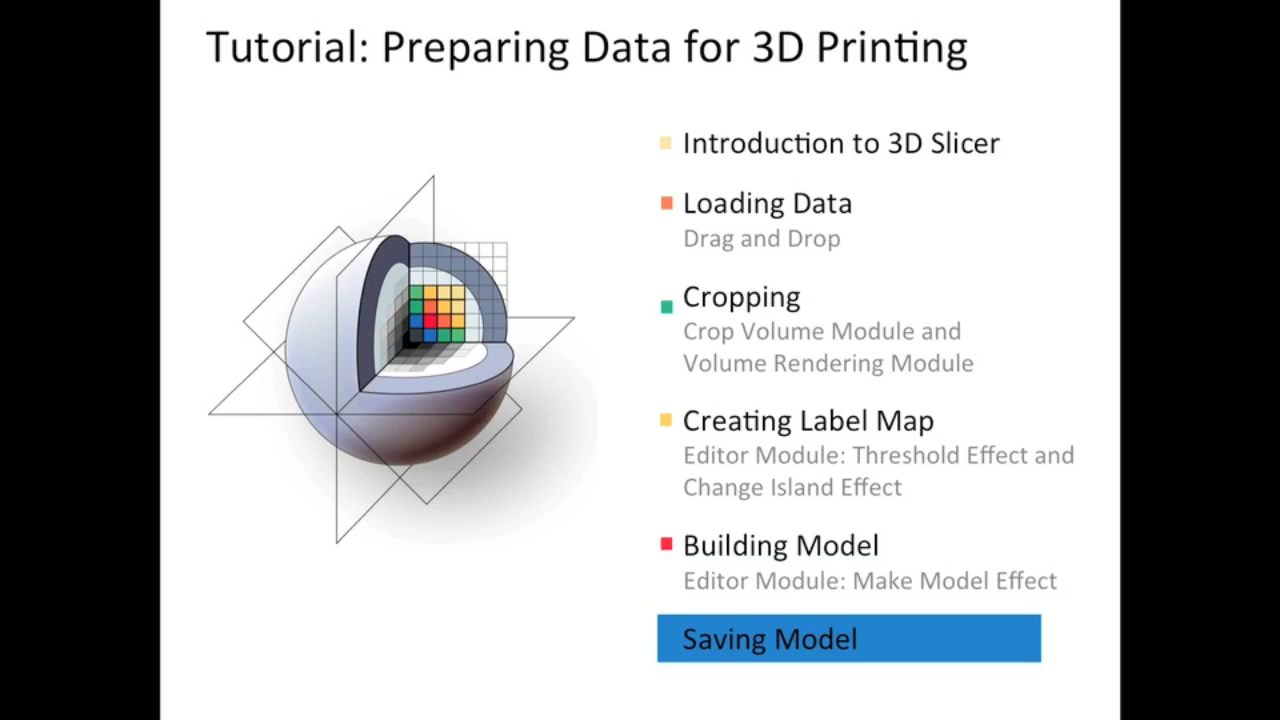 Tutorial: Preparing Data for 3D Printing
Introduction to 3D Slicer
Loading Data
Drag and Drop
Cropping
Crop Volume Module and
Volume Rendering Module
Creating Label Map
Editor Module: Threshold Effect and
Change Island Effect
Building Model
Editor Module: Make Model Effect
Saving Model